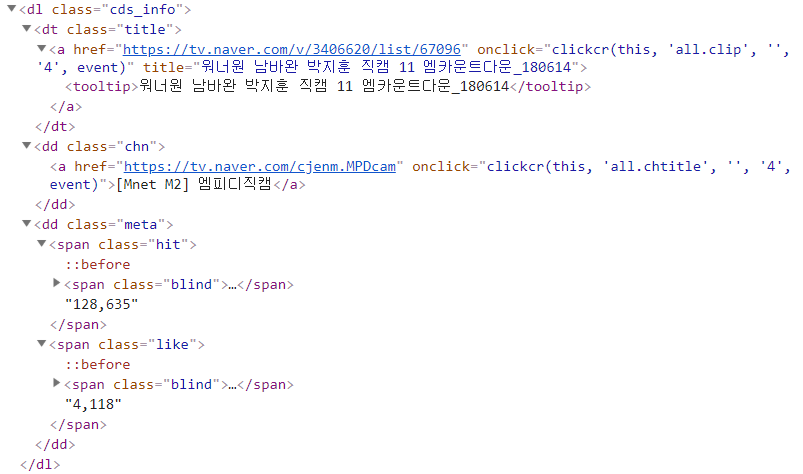 ▼<dl class="cds_info">
▼<dt class="title">
▼<a href="https://tv.naver.com/v/3406620/list/67096" onclick="clickcr(this, 'all.clip', '',
'4', event)" title="워너원 남바완 박지훈 직캠 11 엠카운트다운_180614">
<tooltip>워너원 남바완 박지훈 직캠 11 엠카운트다운_180614</tooltip>
</a>
</dt>
▼<dd class="chn">
<a href="https://tv.naver.com/cjenm.MPDcam" onclick="clickcr(this, 'all.chtitle', '', '4',
event)">[Mnet M2] 엠피디직캠</a>
</dd>
▼<dd class="meta">
▼<span class="hit">
::before
▶<span class="blind">…</span>
"128,635"
</span>
▼<span class="like">
::before
▶<span class="blind">…</span>
"4,118"
</span>
</dd>
</dl>